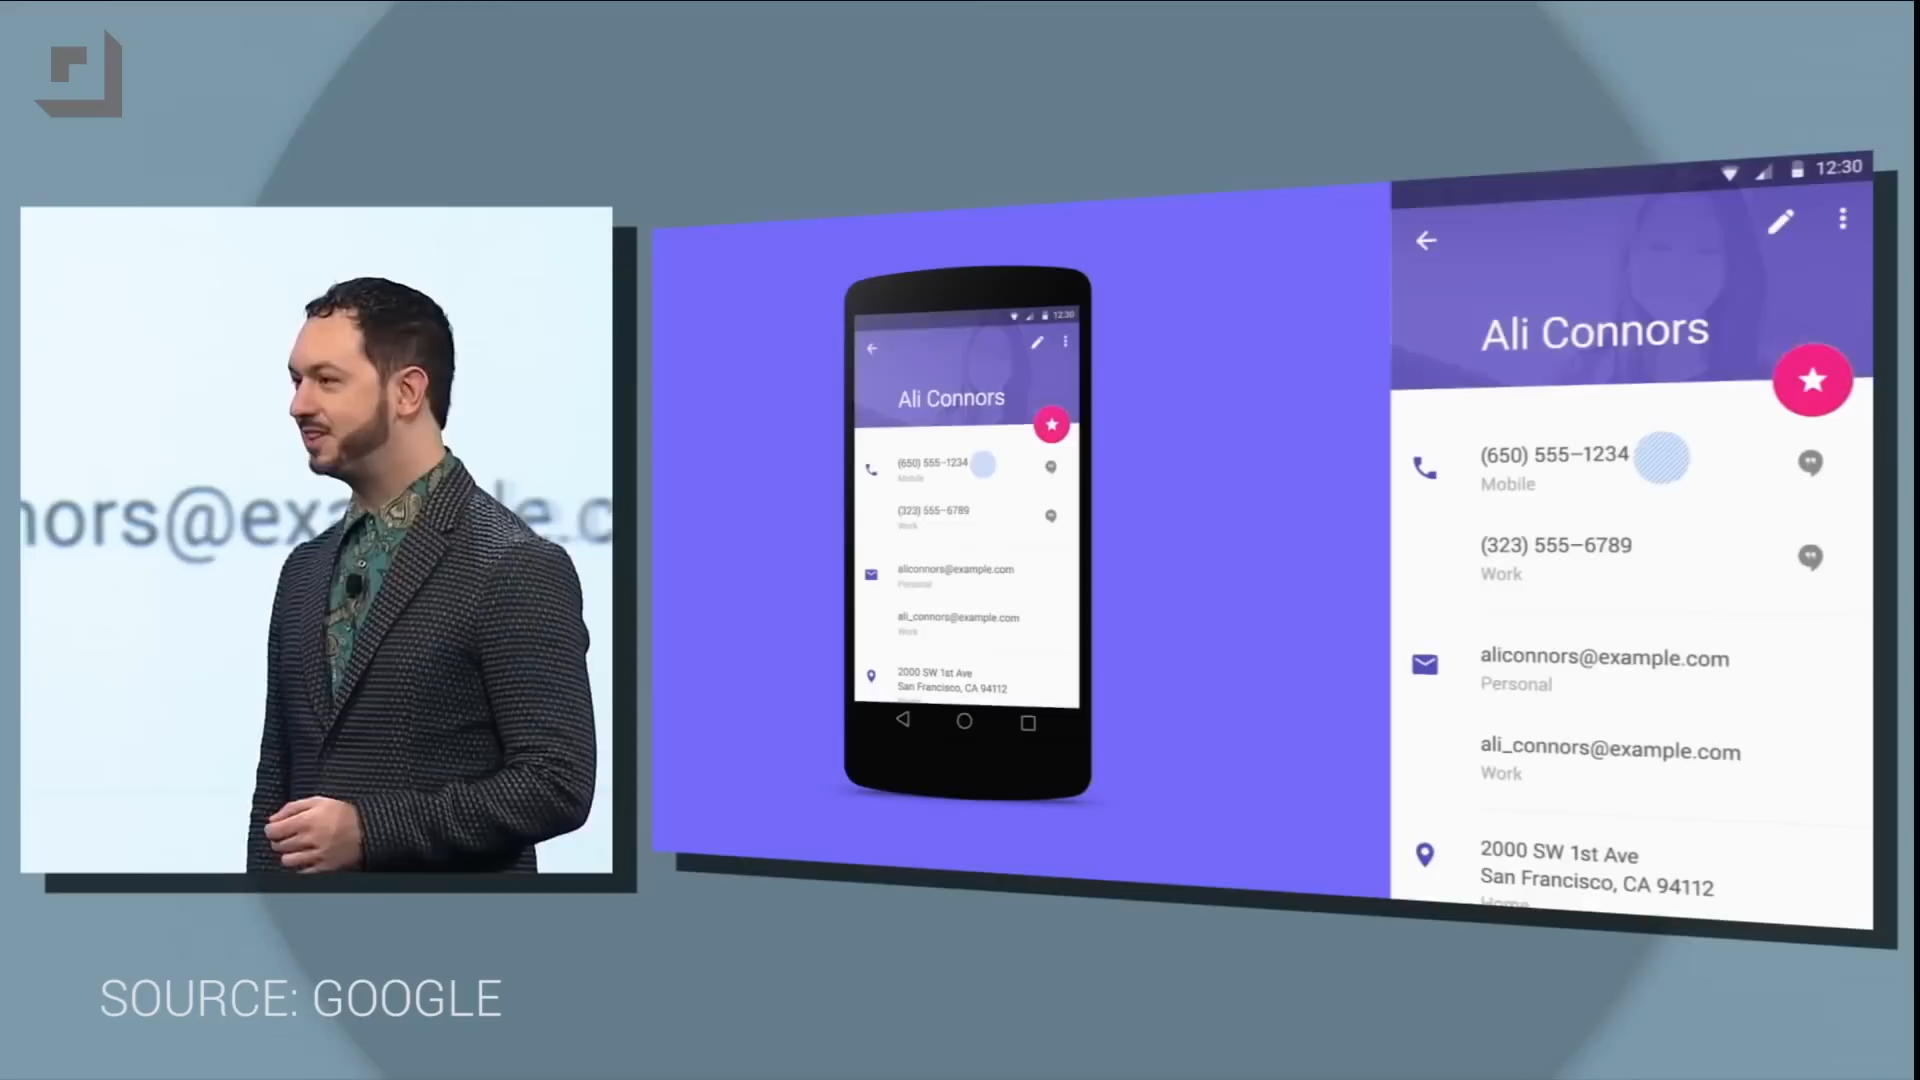 nors@exa
e.c
12:30
Ali Connors
(650) 555-1234
Mobile
(323) 555-6789
Work
aliconnors@example.com
Personal
ali_connors@example.com
Work
2000 SW 1st Ave
San Francisco, CA 94112
12:30
Ali Connors
(650) 555-1234
Mobile
(323) 555-6789
Work
aliconnors@example.com
Personal
ali_connors@example.com
Work
2000 SW 1st Ave
San Francisco, CA 94112
Home
SOURCE: GOOGLE